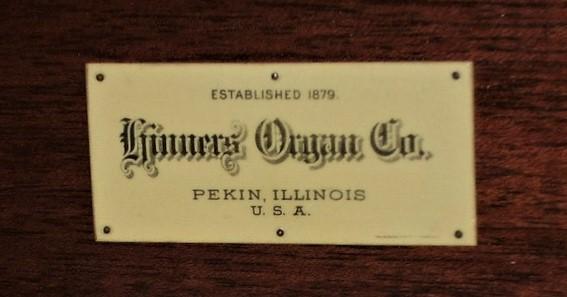 ESTABLISHED 1879.
Hinners Organ Co.,
PEKIN, ILLINOIS
U. S. A.